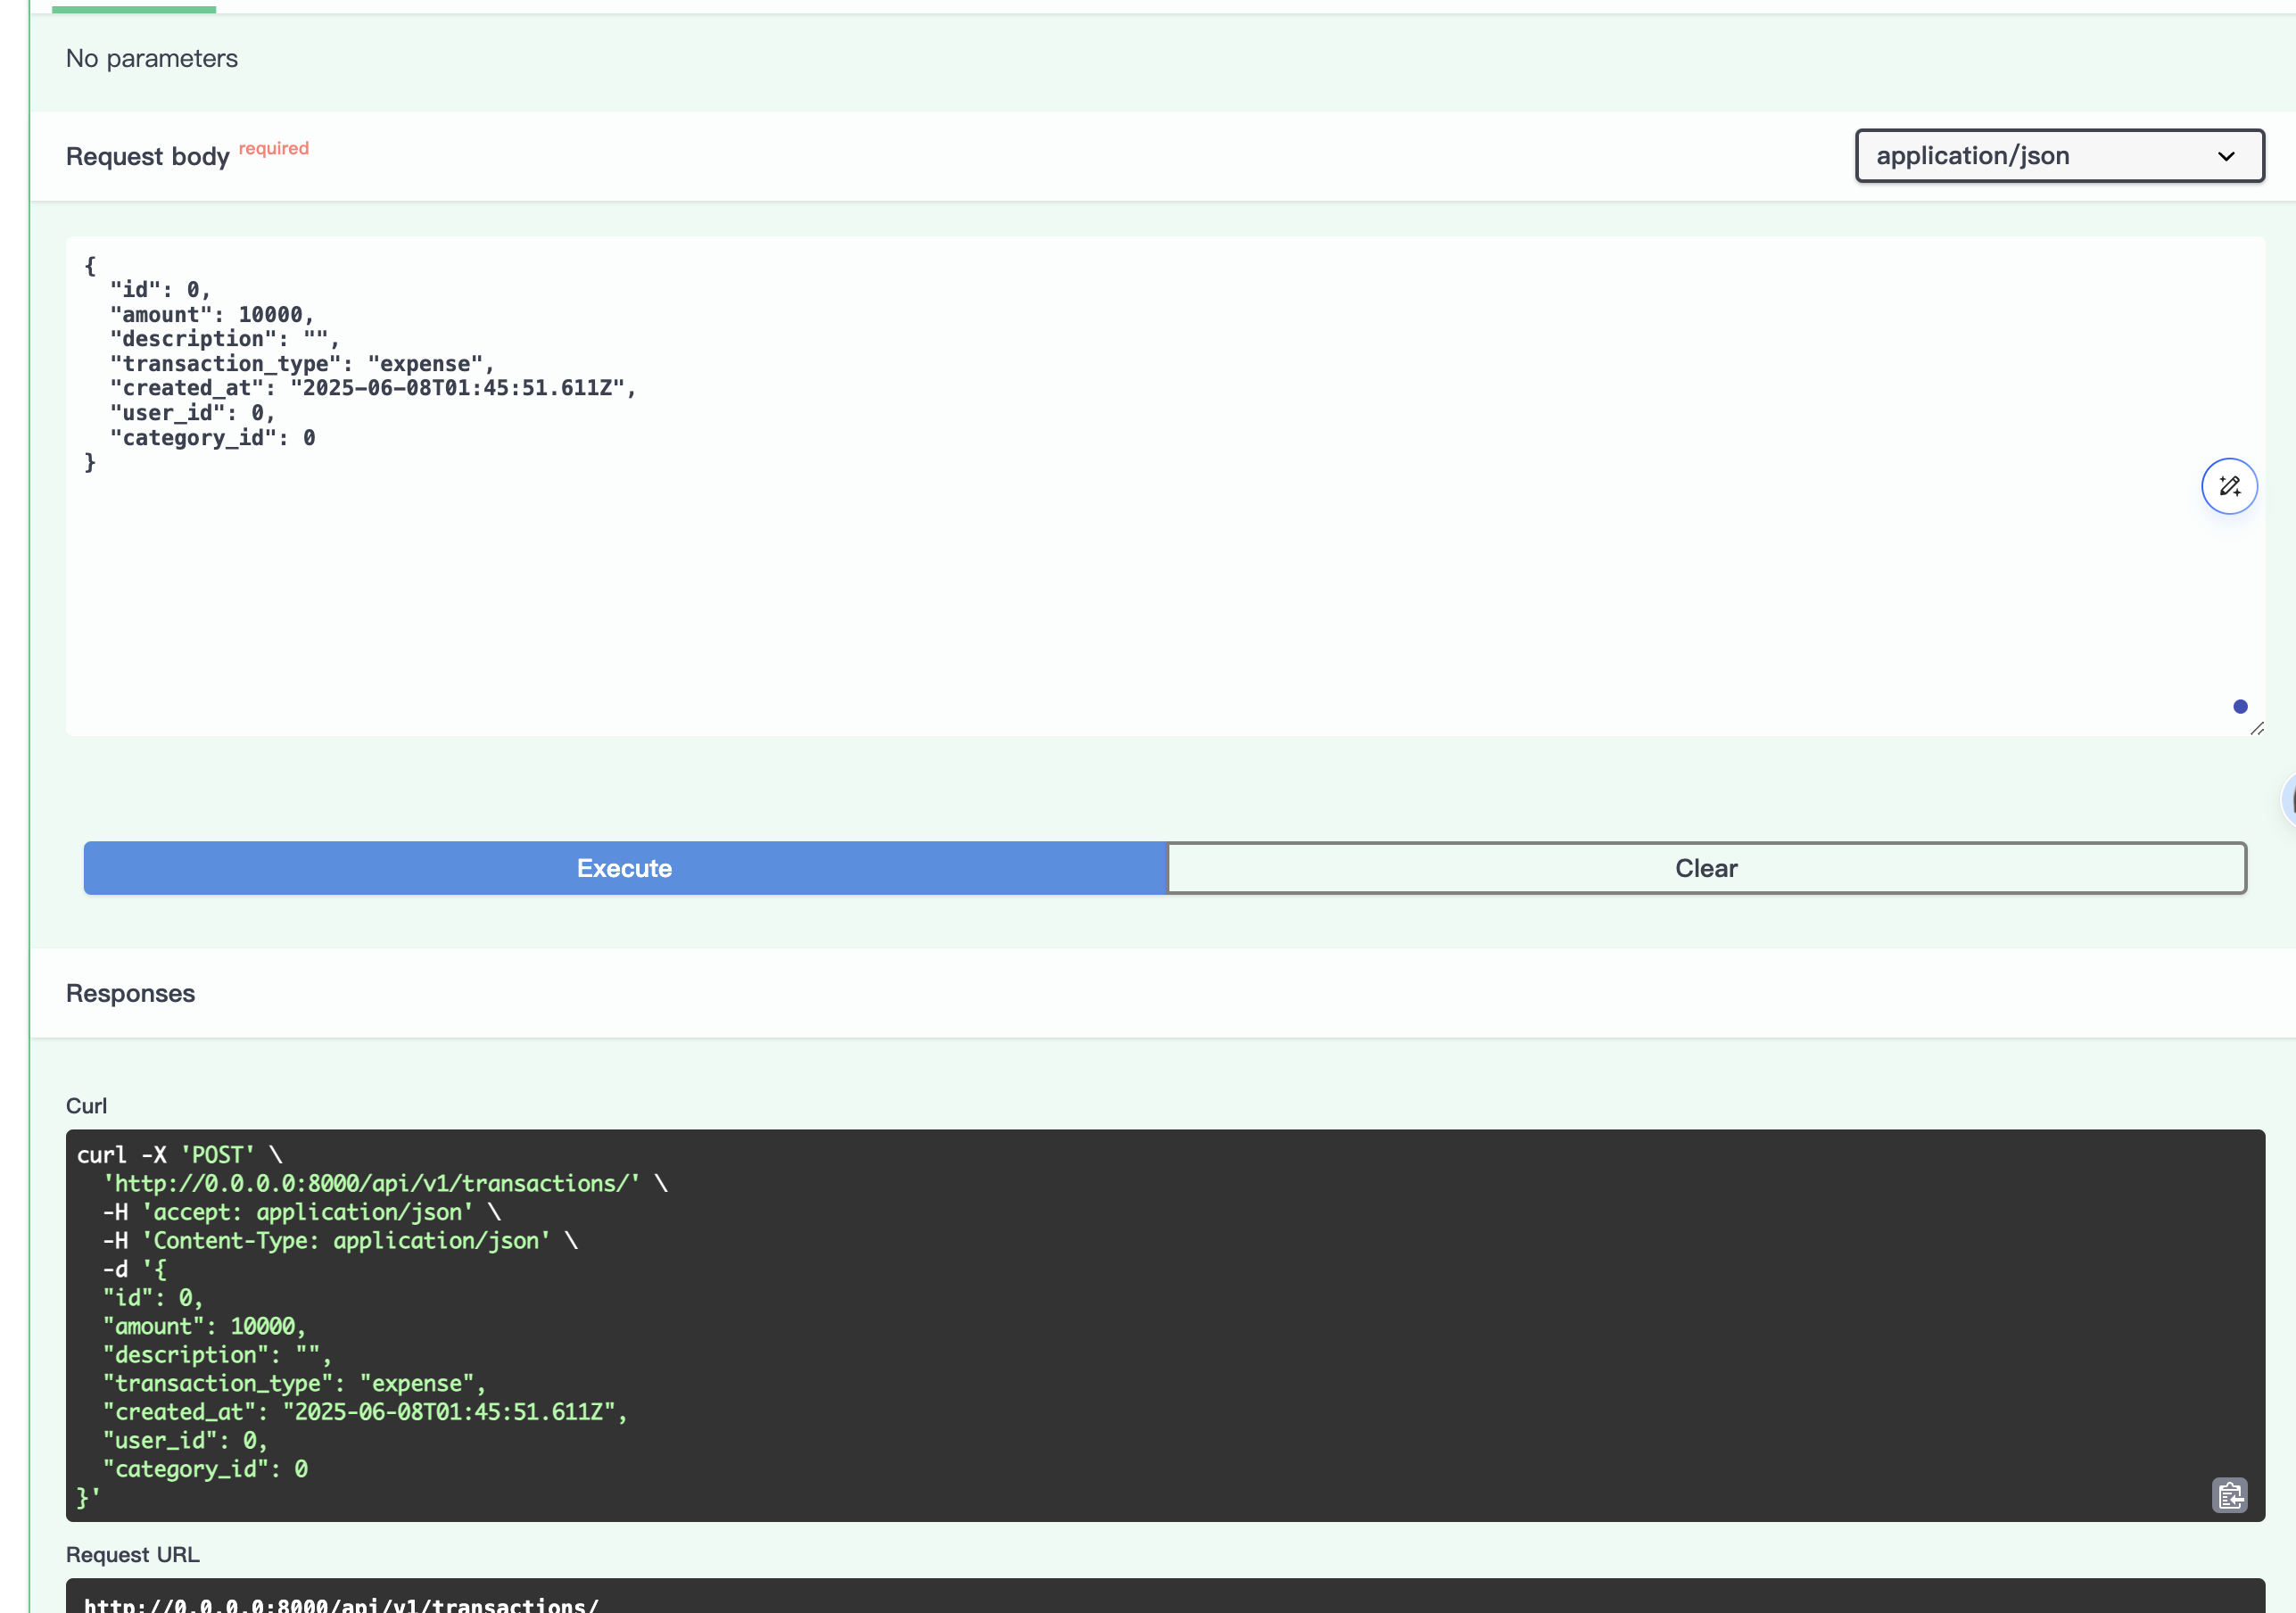 No parameters
Request body required
application/json
{
  "id": 0,
  "amount": 10000,
  "description": "",
  "transaction_type": "expense",
  "created_at": "2025-06-08T01:45:51.611Z",
  "user_id": 0,
  "category_id": 0
}
Execute
Clear
Responses
Curl
curl -X 'POST' \
  'http://0.0.0.0:8000/api/v1/transactions/' \
  -H 'accept: application/json' \
  -H 'Content-Type: application/json' \
  -d '{
  "id": 0,
  "amount": 10000,
  "description": "",
  "transaction_type": "expense",
  "created_at": "2025-06-08T01:45:51.611Z",
  "user_id": 0,
  "category_id": 0
}'
Request URL
http://0.0.0.0:8000/api/v1/transactions/